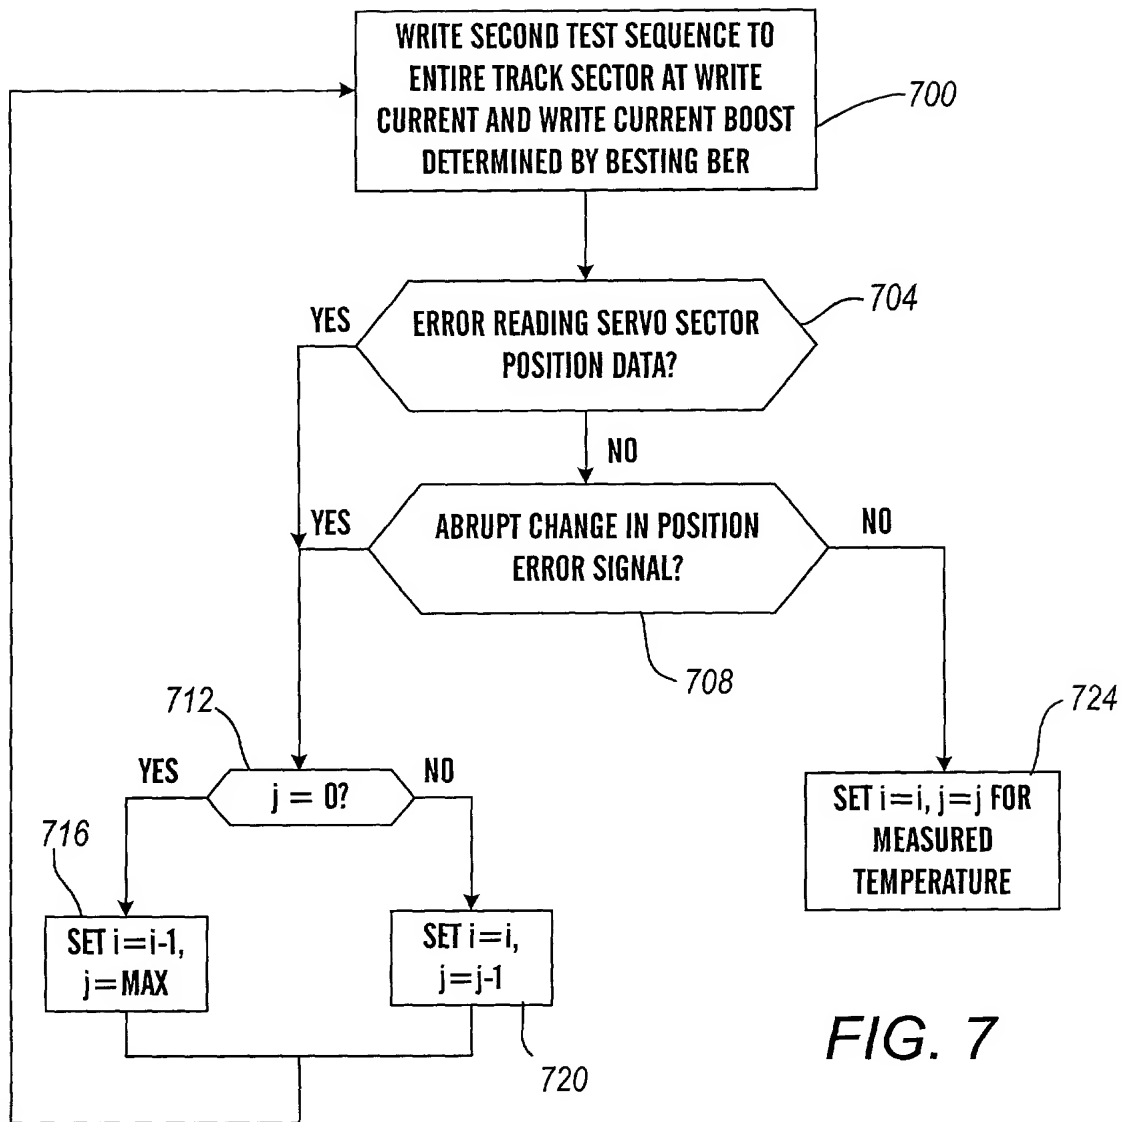 WRITE SECOND TEST SEQUENCE TO
ENTIRE TRACK SECTOR AT WRITE
CURRENT AND WRITE CURRENT BOOST
DETERMINED BY BESTING BER
700
704
YES
ERROR READING SERVO SECTOR
POSITION DATA?
NO
YES
ABRUPT CHANGE IN POSITION
ERROR SIGNAL?
NO
708
712
724
YES
j = 0?
NO
SET i=i, j=j FOR
MEASURED
TEMPERATURE
716
SET i=i-1,
j=MAX
SET i=i,
j=j-1
720
FIG. 7